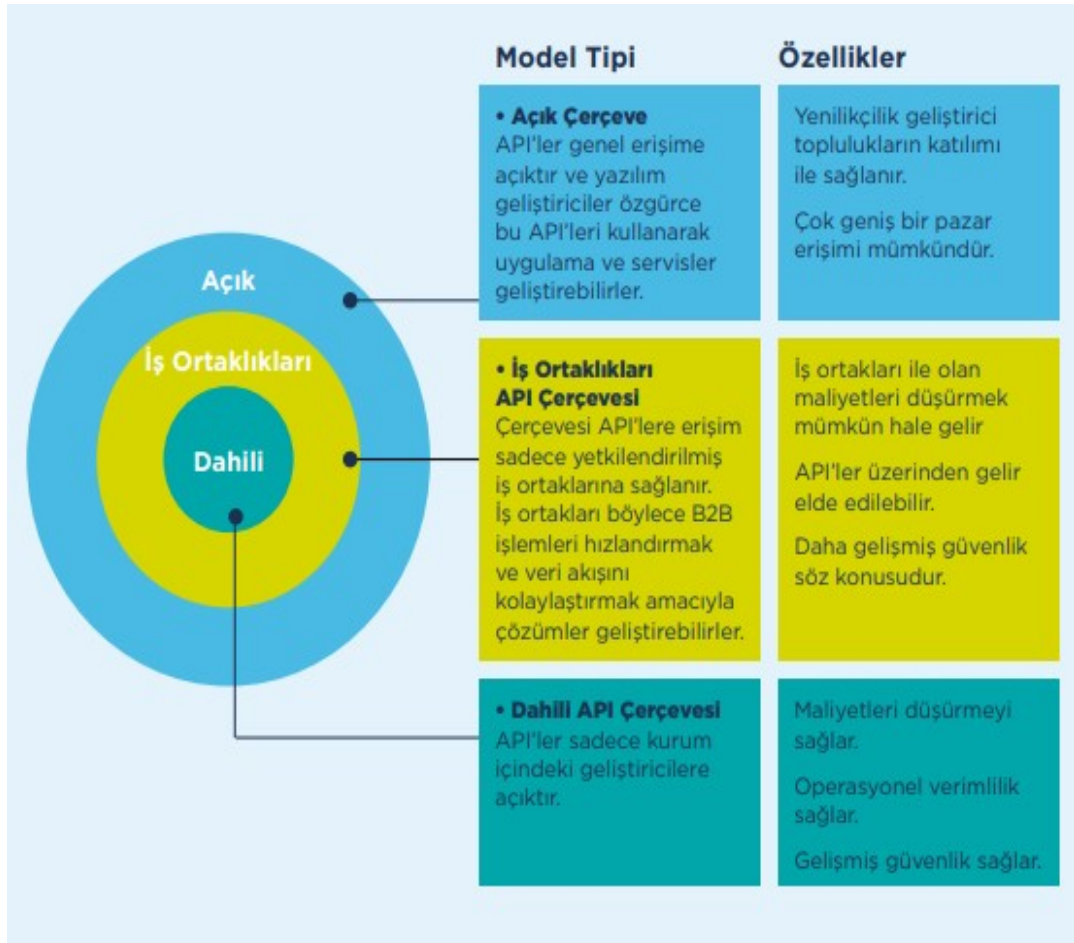 Model Tipi
Özellikler
Açık
İş Ortaklıkları
Dahili
• Açık Çerçeve
API'ler genel erişime
açıktır ve yazılım
geliştiriciler özgürce
bu API'leri kullanarak
uygulama ve servisler
geliştirebilirler.
Yenilikçilik geliştirici
toplulukların katılımı
ile sağlanır.
Çok geniş bir pazar
erişimi mümkündür.
• İş Ortaklıkları
API Çerçevesi
Çerçevesi API'lere erişim
sadece yetkilendirilmiş
iş ortaklarına sağlanır.
İş ortakları böylece B2B
işlemleri hızlandırmak
ve veri akışını
kolaylaştırmak amacıyla
çözümler geliştirebilirler.
İş ortakları ile olan
maliyetleri düşürmek
mümkün hale gelir
API'ler üzerinden gelir
elde edilebilir.
Daha gelişmiş güvenlik
söz konusudur.
• Dahili API Çerçevesi
API'ler sadece kurum
içindeki geliştiricilere
açıktır.
Maliyetleri düşürmeyi
sağlar.
Operasyonel verimlilik
sağlar.
Gelişmiş güvenlik sağlar.